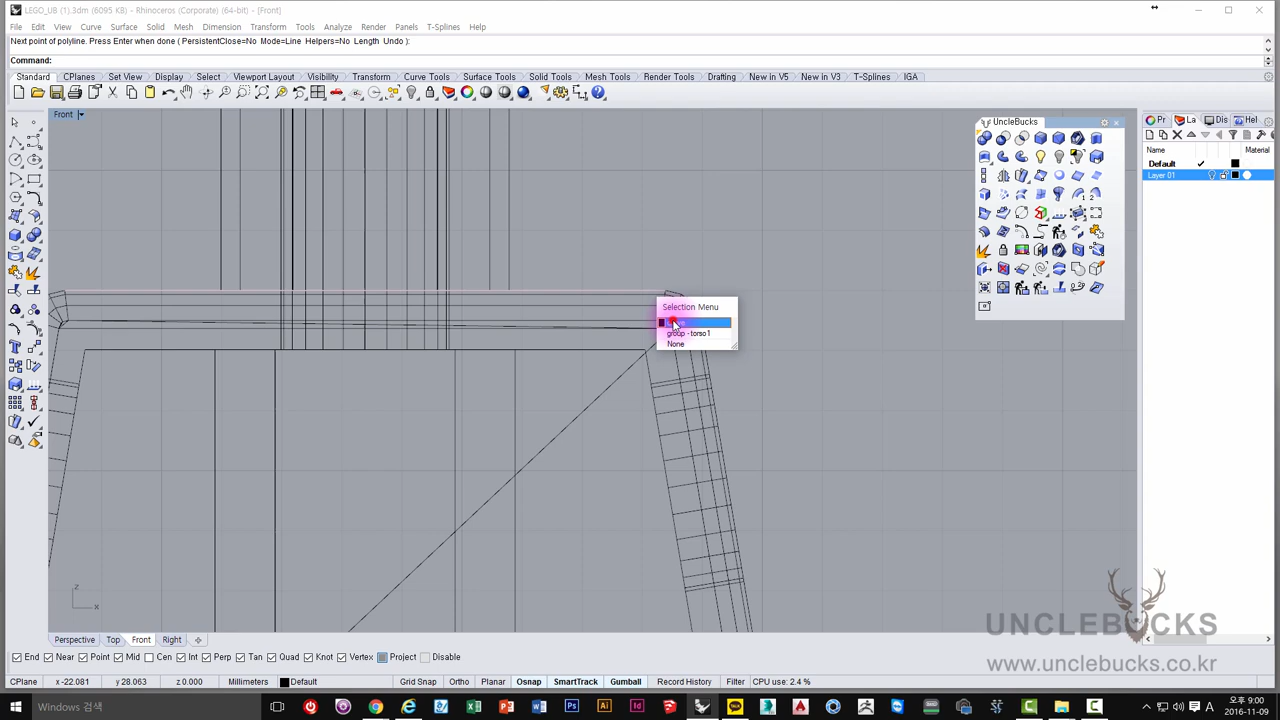 LEGO_UB (1).3dm (6095 KB) - Rhinoceros (Corporate) (64-bit) - [Front]
File Edit View Curve Surface Solid Mesh Dimension Transform Tools Analyze Render Panels T-Splines Help
Next point of polyline. Press Enter when done ( PersistentClose=No Mode=Line Helpers=No Length Undo ):
Command:
Standard CPlanes Set View Display Select Viewport Layout Visibility Transform Curve Tools Surface Tools Solid Tools Mesh Tools Render Tools Drafting New in V5 New in V3 T-Splines IGA
Front
UncleBucks
Pr La Dis Hel
Name Material
Default
Layer 01
Selection Menu
group - torso1
None
z
x
UNCLEBUCKS
www.unclebucks.co.kr
Perspective Top Front Right
End Near Point Mid Cen Int Perp Tan Quad Knot Vertex Project Disable
CPlane x -22.081 y 28.063 z 0.000 Millimeters Default Grid Snap Ortho Planar Osnap SmartTrack Gumball Record History Filter CPU use: 2.4 %
Windows 검색
A 오후 9:00
2016-11-09